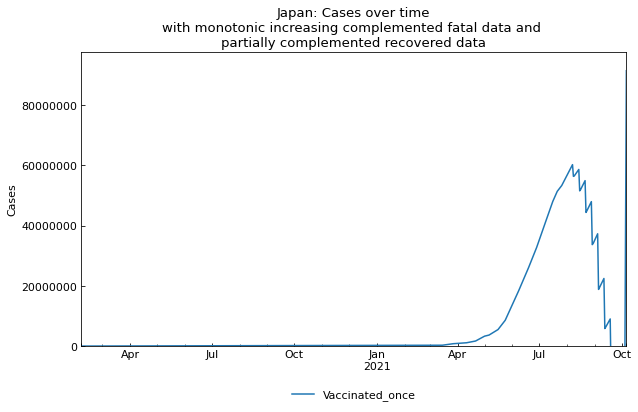 Japan: Cases over time
with monotonic increasing complemented fatal data and
partially complemented recovered data
80000000
60000000
40000000
20000000
0
Cases
Apr
Jul
Oct
Jan
2021
Apr
Jul
Oct
Vaccinated_once